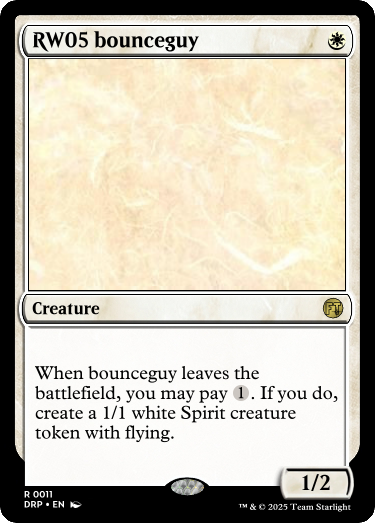 RW05 bounceguy
Creature
FT
When bounceguy leaves the
battlefield, you may pay 1. If you do,
create a 1/1 white Spirit creature
token with flying.
1/2
R 0011
DRP • EN
™ & © 2025 Team Starlight